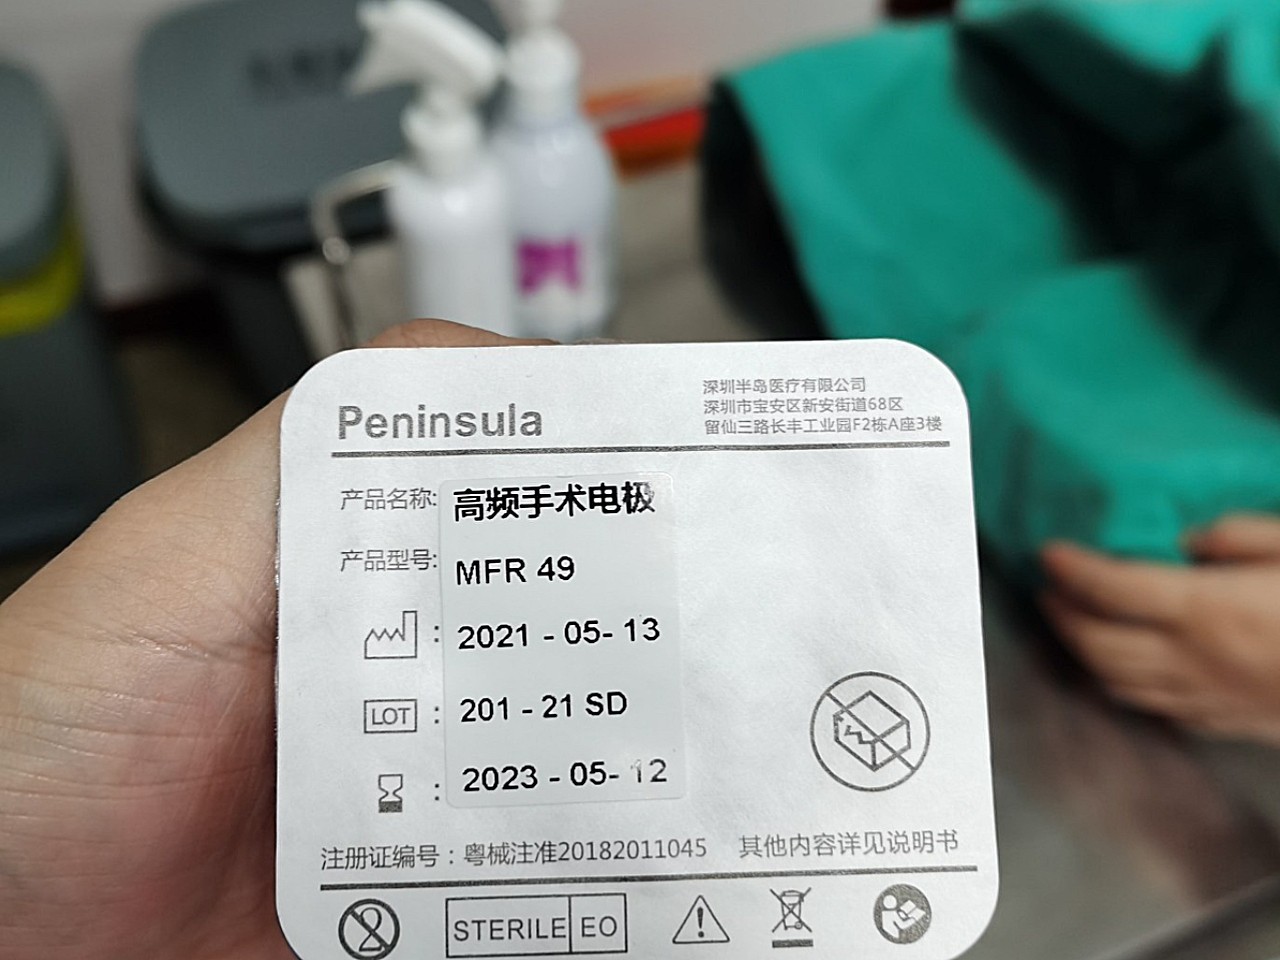 Peninsula
深圳半岛医疗有限公司
深圳市宝安区新安街道68区
留仙三路长丰工业园F2栋A座3楼
产品名称: 高频手术电极
产品型号: MFR 49
: 2021 - 05- 13
LOT : 201 - 21 SD
: 2023 - 05- 12
注册证编号：粤械注准20182011045 其他内容详见说明书
2 STERILE EO